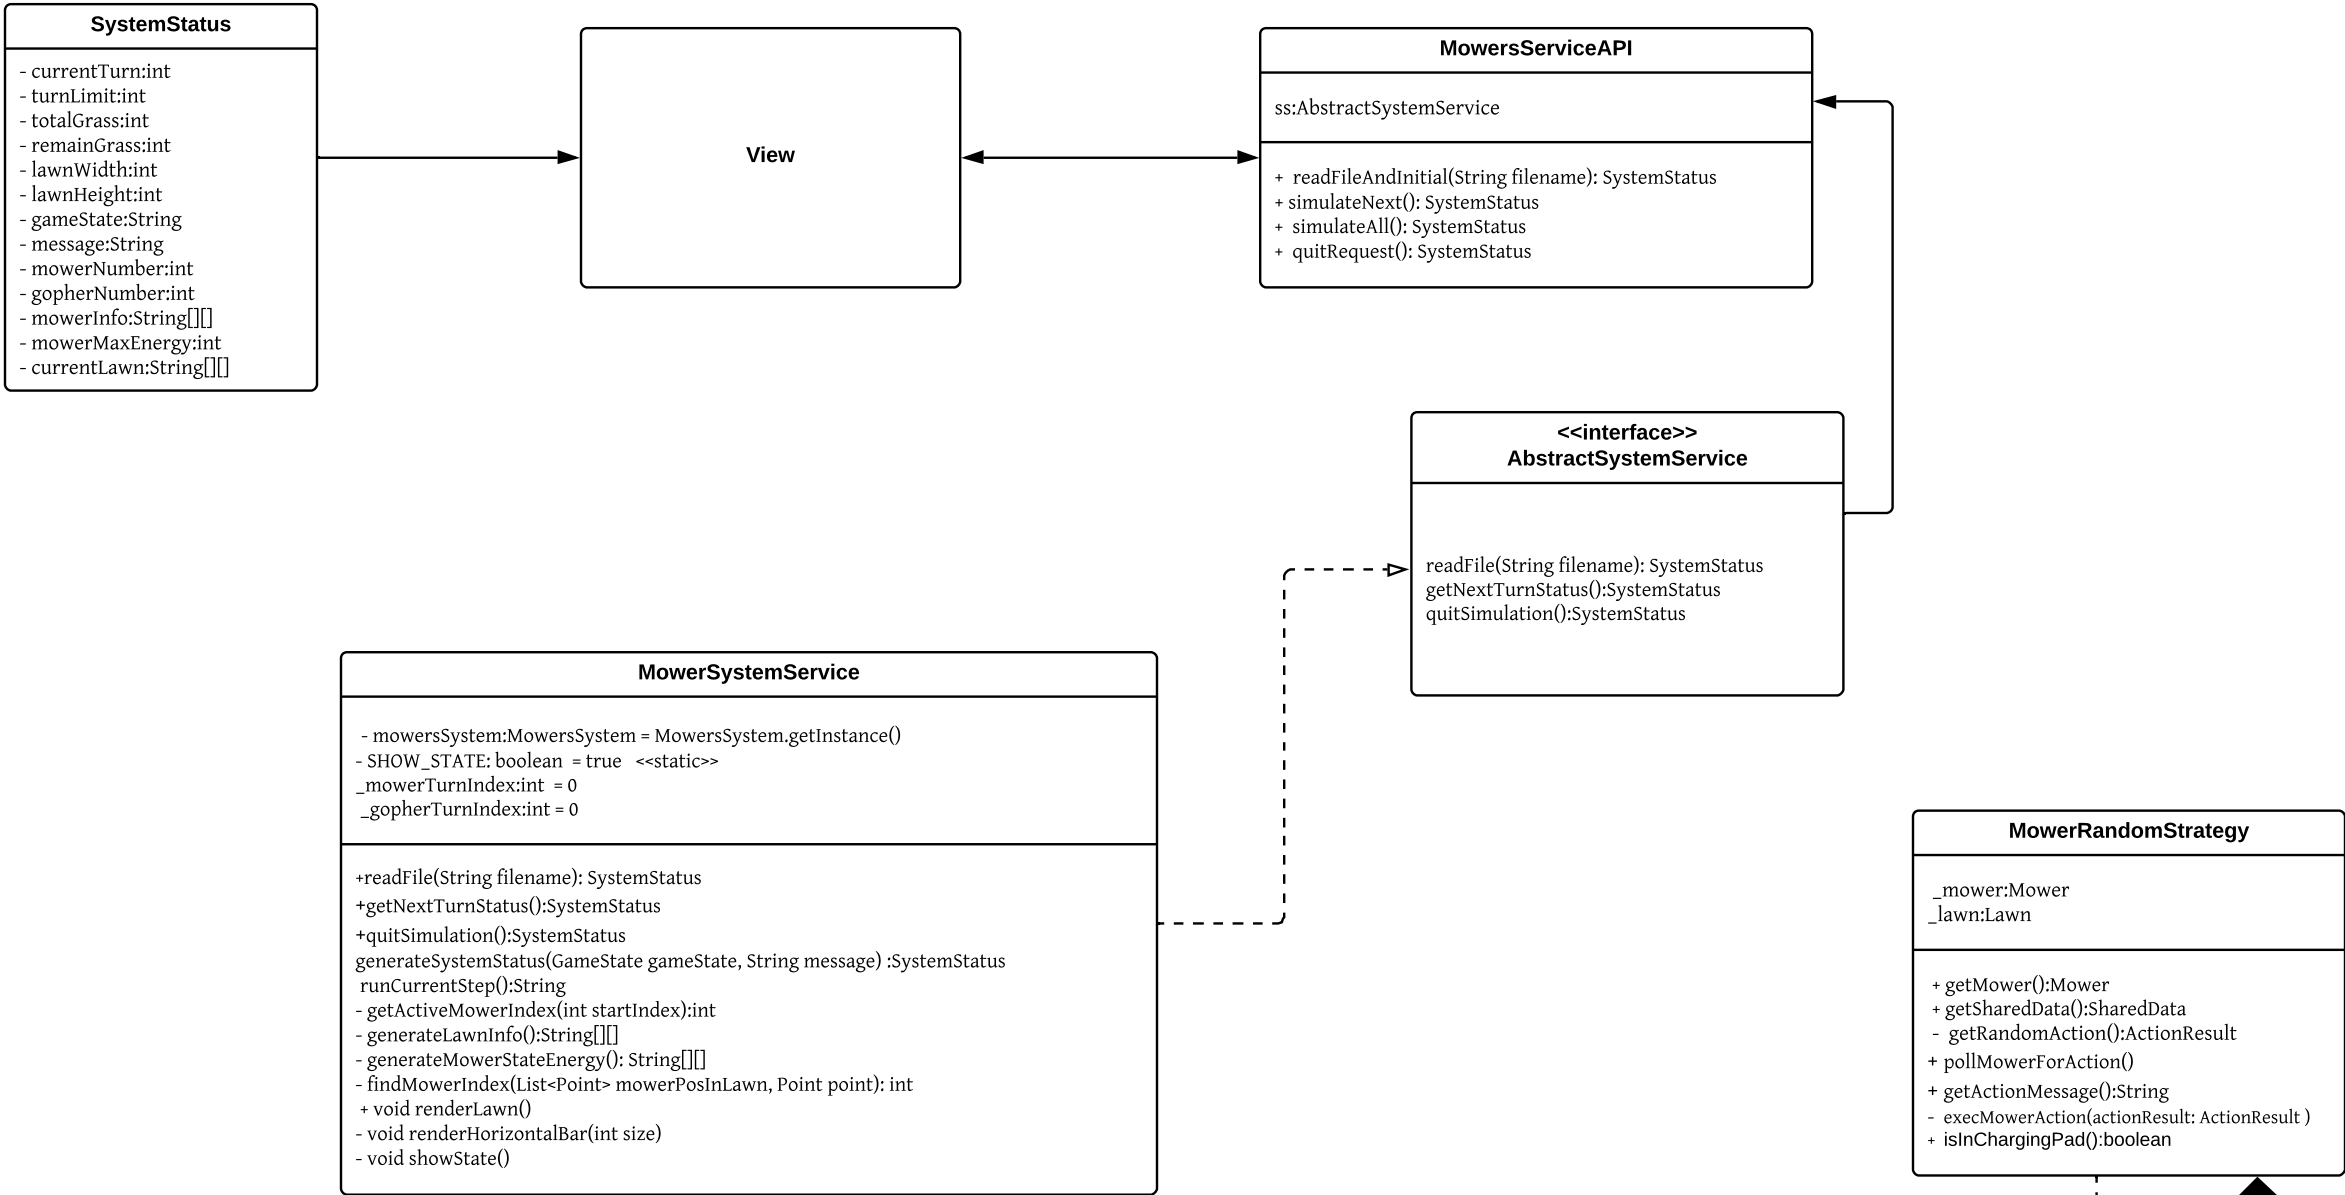 SystemStatus
- currentTurn:int
- turnLimit:int
- totalGrass:int
- remainGrass:int
- lawnWidth:int
- lawnHeight:int
- gameState:String
- message:String
- mowerNumber:int
- gopherNumber:int
- mowerInfo:String[][]
- mowerMaxEnergy:int
- currentLawn:String[][]
View
MowersServiceAPI
ss:AbstractSystemService
+ readFileAndInitial(String filename): SystemStatus
+ simulateNext(): SystemStatus
+ simulateAll(): SystemStatus
+ quitRequest(): SystemStatus
<<interface>>
AbstractSystemService
readFile(String filename): SystemStatus
getNextTurnStatus():SystemStatus
quitSimulation():SystemStatus
MowerSystemService
- mowersSystem:MowersSystem = MowersSystem.getInstance()
- SHOW_STATE: boolean = true <<static>>
_mowerTurnIndex:int = 0
_gopherTurnIndex:int = 0
+readFile(String filename): SystemStatus
+getNextTurnStatus():SystemStatus
+quitSimulation():SystemStatus
generateSystemStatus(GameState gameState, String message) :SystemStatus
runCurrentStep():String
- getActiveMowerIndex(int startIndex):int
- generateLawnInfo():String[][]
- generateMowerStateEnergy(): String[][]
- findMowerIndex(List<Point> mowerPosInLawn, Point point): int
+ void renderLawn()
- void renderHorizontalBar(int size)
- void showState()
MowerRandomStrategy
_mower:Mower
_lawn:Lawn
+ getMower():Mower
+ getSharedData():SharedData
- getRandomAction():ActionResult
+ pollMowerForAction()
+ getActionMessage():String
- execMowerAction(actionResult: ActionResult )
+ isInChargingPad():boolean